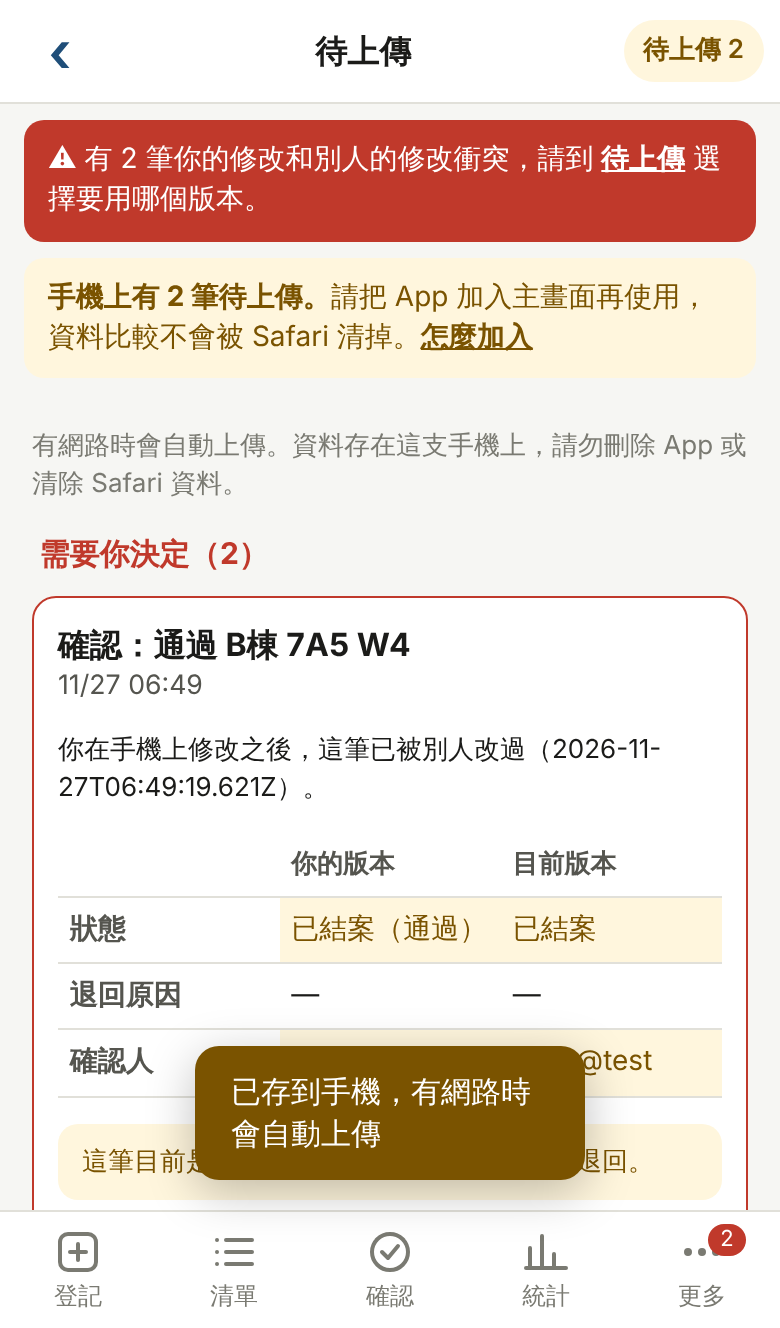 待上傳
待上傳 2
⚠ 有 2 筆你的修改和別人的修改衝突，請到 待上傳 選
擇要用哪個版本。
手機上有 2 筆待上傳。請把 App 加入主畫面再使用，
資料比較不會被 Safari 清掉。怎麼加入
有網路時會自動上傳。資料存在這支手機上，請勿刪除 App 或
清除 Safari 資料。
需要你決定（2）
確認：通過 B棟 7A5 W4
11/27 06:49
你在手機上修改之後，這筆已被別人改過（2026-11-
27T06:49:19.621Z）。
你的版本 目前版本
狀態 已結案（通過） 已結案
退回原因 — —
確認人 @test
已存到手機，有網路時
會自動上傳
這筆目前 退回。
登記 清單 確認 統計 更多 2